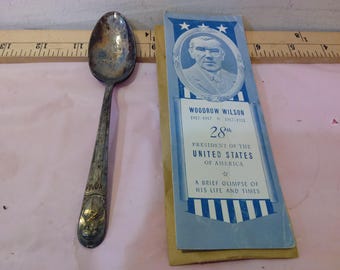 WOODROW WILSON
28th
PRESIDENT OF THE
UNITED STATES
OF AMERICA
A BRIEF GLIMPSE OF
HIS LIFE AND TIMES